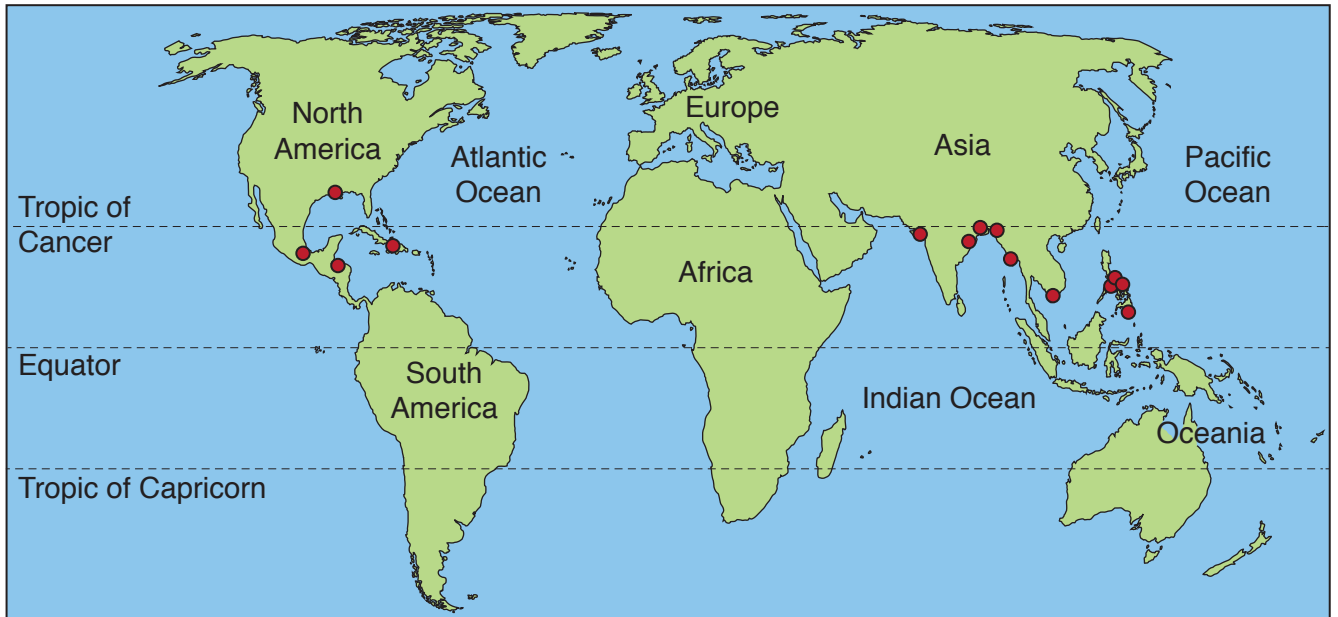 North
America
Atlantic
Ocean
Europe
Asia
Pacific
Ocean
Tropic of
Cancer
Africa
Equator
South
America
Indian Ocean
Oceania
Tropic of Capricorn